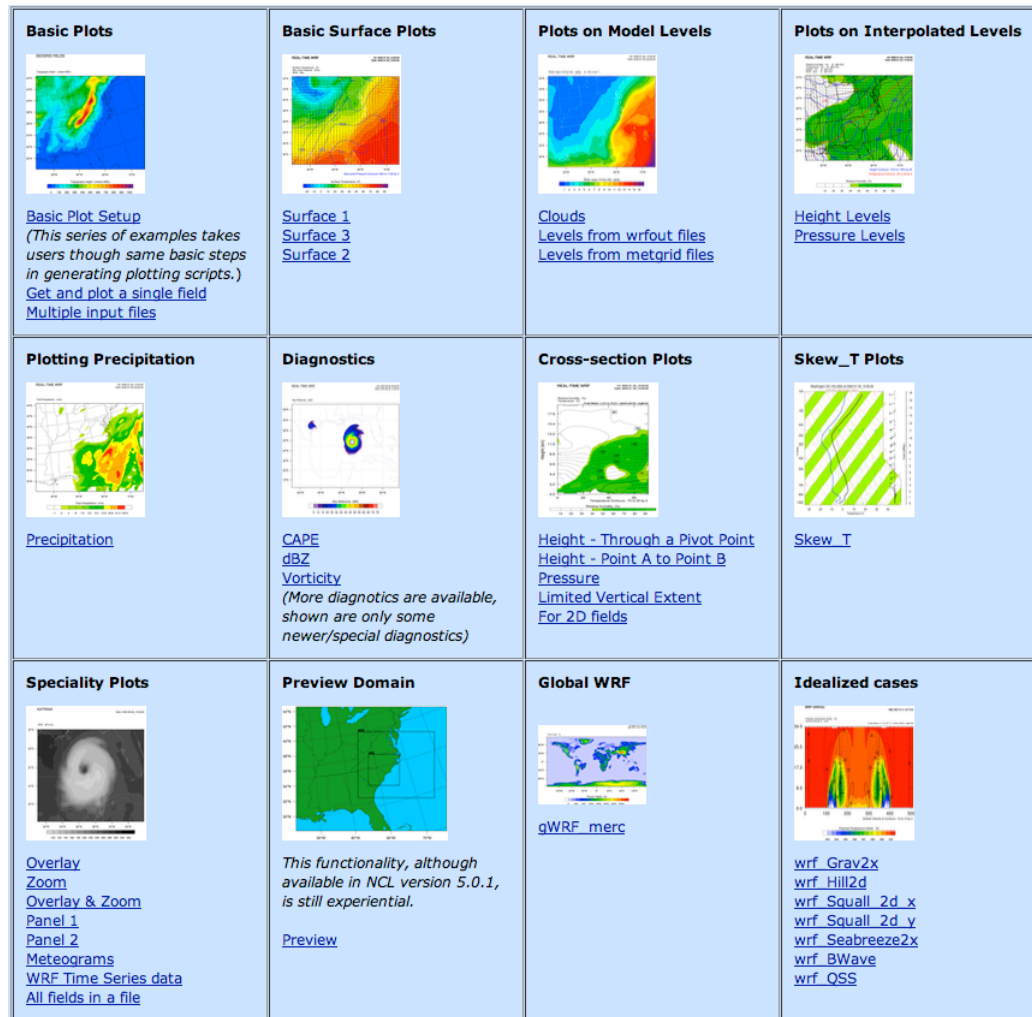 Basic Plots
Basic Plot Setup
(This series of examples takes
users though same basic steps
in generating plotting scripts.)
Get and plot a single field
Multiple input files
Basic Surface Plots
Surface 1
Surface 3
Surface 2
Plots on Model Levels
Clouds
Levels from wrfout files
Levels from metgrid files
Plots on Interpolated Levels
Height Levels
Pressure Levels
Plotting Precipitation
Precipitation
Diagnostics
CAPE
dBZ
Vorticity
(More diagnotics are available,
shown are only some
newer/special diagnostics)
Cross-section Plots
Height - Through a Pivot Point
Height - Point A to Point B
Pressure
Limited Vertical Extent
For 2D fields
Skew_T Plots
Skew_T
Speciality Plots
Overlay
Zoom
Overlay & Zoom
Panel 1
Panel 2
Meteograms
WRF Time Series data
All fields in a file
Preview Domain
This functionality, although
available in NCL version 5.0.1,
is still experiential.
Preview
Global WRF
gWRF_merc
Idealized cases
wrf_Grav2x
wrf_Hill2d
wrf_Squall_2d_x
wrf_Squall_2d_y
wrf_Seabreeze2x
wrf_BWave
wrf_QSS